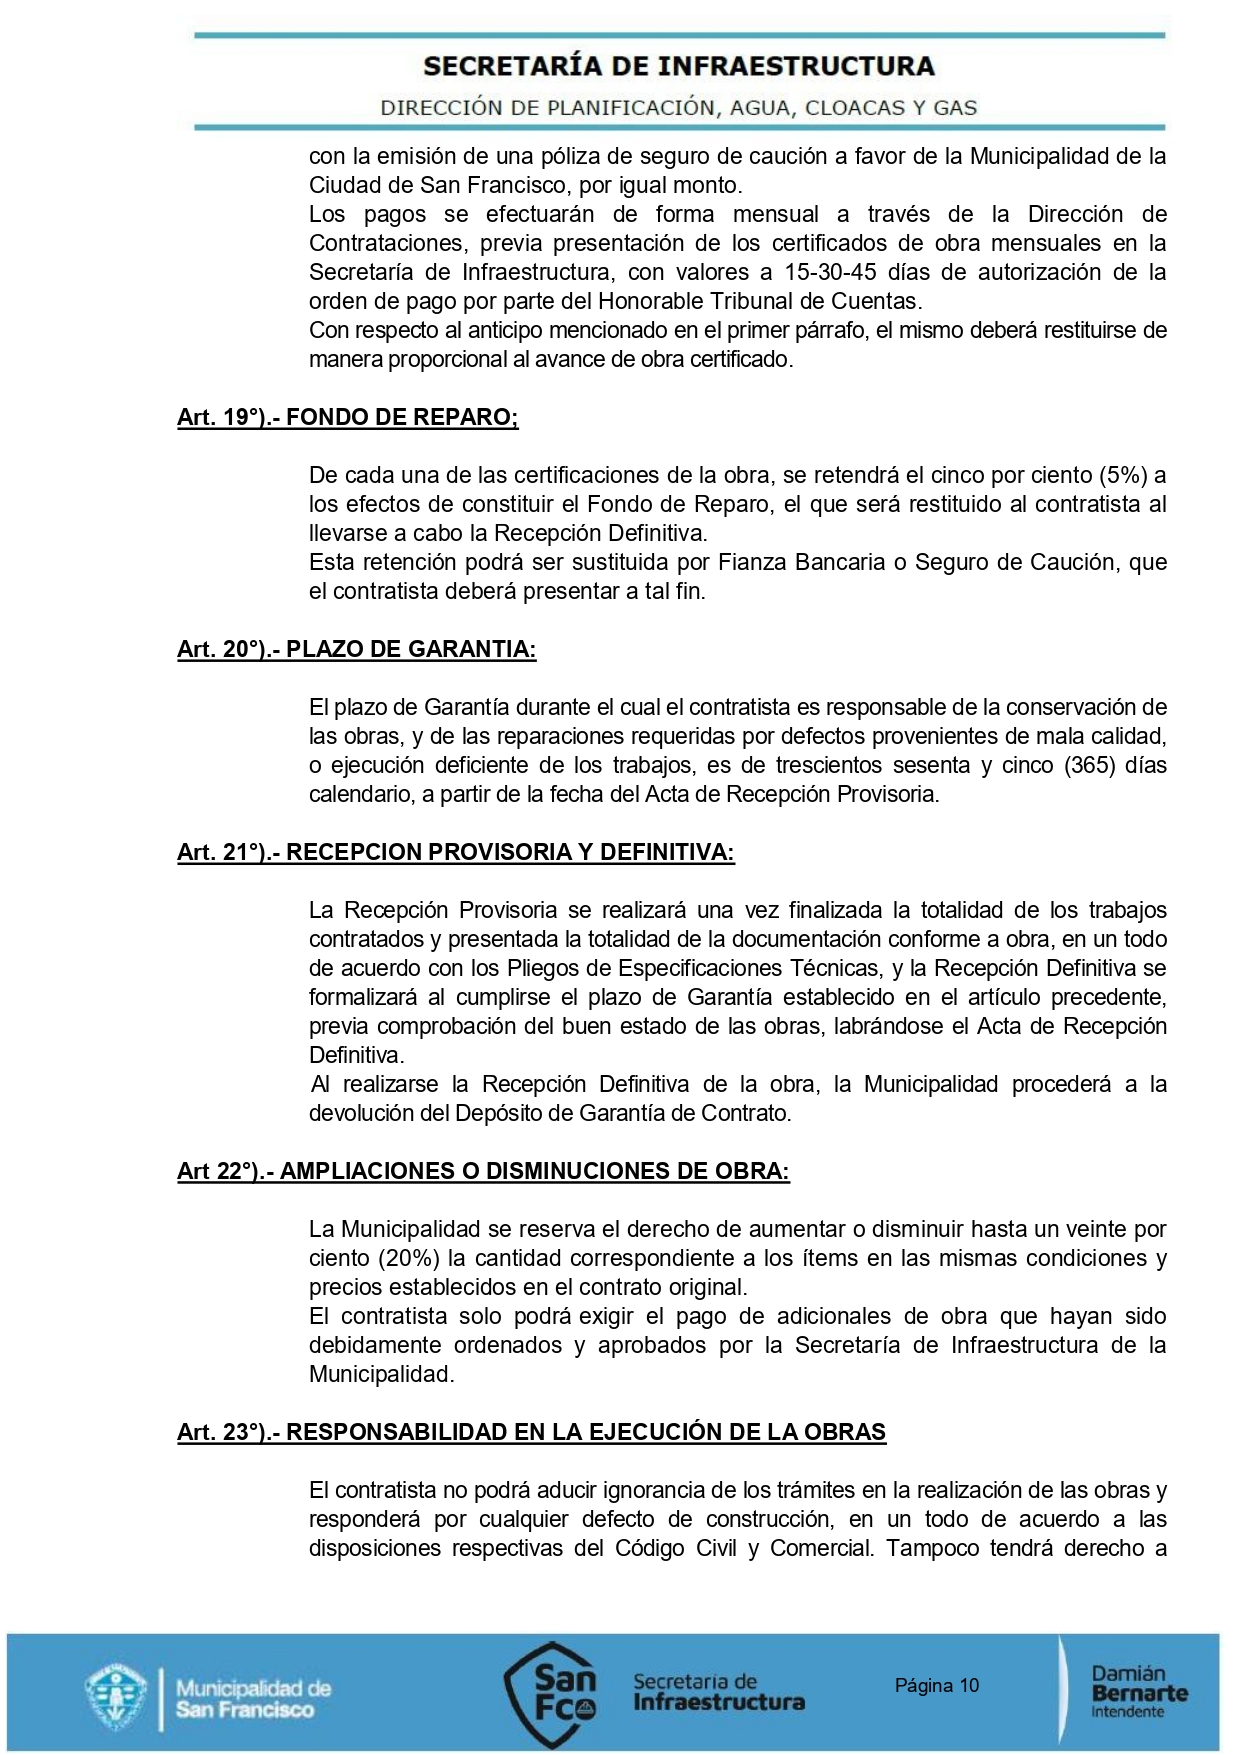 SECRETARÍA DE INFRAESTRUCTURA
DIRECCIÓN DE PLANIFICACIÓN, AGUA, CLOACAS Y GAS
con la emisión de una póliza de seguro de caución a favor de la Municipalidad de la
Ciudad de San Francisco, por igual monto.
Los pagos se efectuarán de forma mensual a través de la Dirección de
Contrataciones, previa presentación de los certificados de obra mensuales en la
Secretaría de Infraestructura, con valores a 15-30-45 días de autorización de la
orden de pago por parte del Honorable Tribunal de Cuentas.
Con respecto al anticipo mencionado en el primer párrafo, el mismo deberá restituirse de
manera proporcional al avance de obra certificado.
Art. 19°).- FONDO DE REPARO;
De cada una de las certificaciones de la obra, se retendrá el cinco por ciento (5%) a
los efectos de constituir el Fondo de Reparo, el que será restituido al contratista al
llevarse a cabo la Recepción Definitiva.
Esta retención podrá ser sustituida por Fianza Bancaria o Seguro de Caución, que
el contratista deberá presentar a tal fin.
Art. 20°).- PLAZO DE GARANTIA:
El plazo de Garantía durante el cual el contratista es responsable de la conservación de
las obras, y de las reparaciones requeridas por defectos provenientes de mala calidad,
o ejecución deficiente de los trabajos, es de trescientos sesenta y cinco (365) días
calendario, a partir de la fecha del Acta de Recepción Provisoria.
Art. 21°).- RECEPCION PROVISORIA Y DEFINITIVA:
La Recepción Provisoria se realizará una vez finalizada la totalidad de los trabajos
contratados y presentada la totalidad de la documentación conforme a obra, en un todo
de acuerdo con los Pliegos de Especificaciones Técnicas, y la Recepción Definitiva se
formalizará al cumplirse el plazo de Garantía establecido en el artículo precedente,
previa comprobación del buen estado de las obras, labrándose el Acta de Recepción
Definitiva.
Al realizarse la Recepción Definitiva de la obra, la Municipalidad procederá a la
devolución del Depósito de Garantía de Contrato.
Art 22°).- AMPLIACIONES O DISMINUCIONES DE OBRA:
La Municipalidad se reserva el derecho de aumentar o disminuir hasta un veinte por
ciento (20%) la cantidad correspondiente a los ítems en las mismas condiciones y
precios establecidos en el contrato original.
El contratista solo podrá exigir el pago de adicionales de obra que hayan sido
debidamente ordenados y aprobados por la Secretaría de Infraestructura de la
Municipalidad.
Art. 23°).- RESPONSABILIDAD EN LA EJECUCIÓN DE LA OBRAS
El contratista no podrá aducir ignorancia de los trámites en la realización de las obras y
responderá por cualquier defecto de construcción, en un todo de acuerdo a las
disposiciones respectivas del Código Civil y Comercial. Tampoco tendrá derecho a
Municipalidad de
San Francisco
San
Fco
Secretaría de
Infraestructura
Página 10
Damián
Bernarte
Intendente